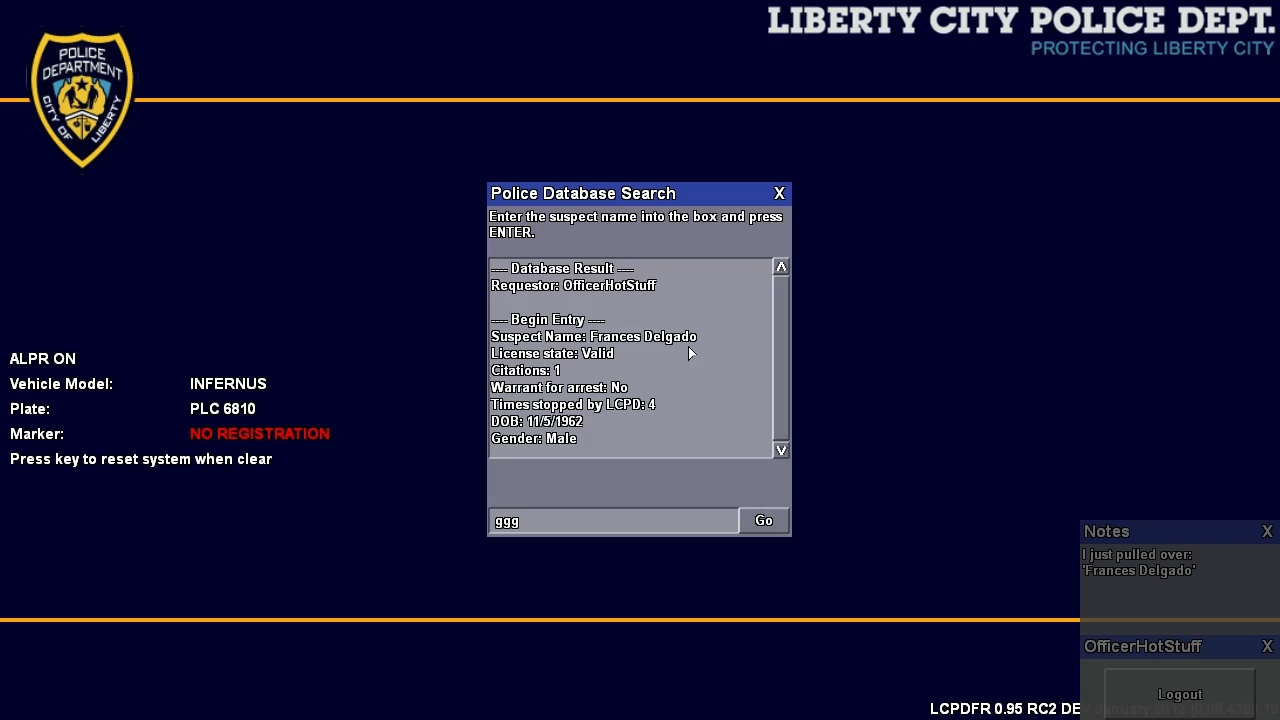 LIBERTY CITY POLICE DEPT.
PROTECTING LIBERTY CITY
POLICE
DEPARTMENT
CITY OF LIBERTY
Police Database Search X
Enter the suspect name into the box and press
ENTER.
---- Database Result ----
Requestor: OfficerHotStuff
---- Begin Entry ----
Suspect Name: Frances Delgado
License state: Valid
Citations: 1
Warrant for arrest: No
Times stopped by LCPD: 4
DOB: 11/5/1962
Gender: Male
ggg Go
ALPR ON
Vehicle Model: INFERNUS
Plate: PLC 6810
Marker: NO REGISTRATION
Press key to reset system when clear
Notes X
I just pulled over:
'Frances Delgado'
OfficerHotStuff X
Logout
LCPDFR 0.95 RC2 DE